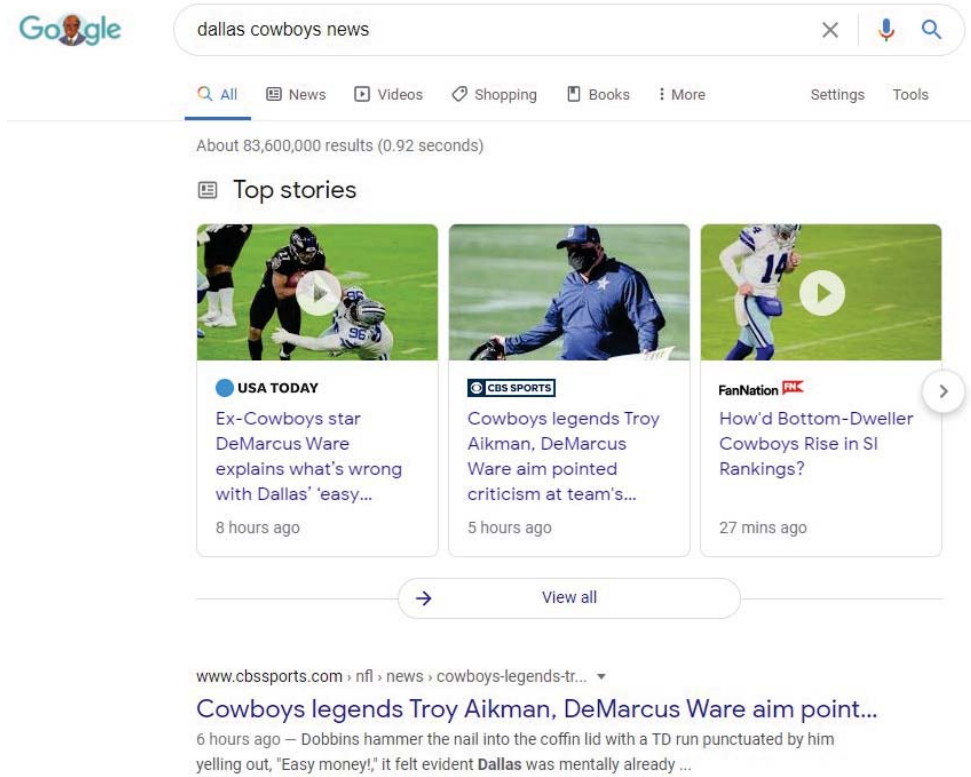 Google
dallas cowboys news
All News Videos Shopping Books More Settings Tools
About 83,600,000 results (0.92 seconds)
Top stories
USA TODAY
Ex-Cowboys star
DeMarcus Ware
explains what's wrong
with Dallas' 'easy...
8 hours ago
CBS SPORTS
Cowboys legends Troy
Aikman, DeMarcus
Ware aim pointed
criticism at team's...
5 hours ago
14
FanNation FN
How'd Bottom-Dweller
Cowboys Rise in SI
Rankings?
27 mins ago
View all
www.cbssports.com › nfl › news › cowboys-legends-tr...
Cowboys legends Troy Aikman, DeMarcus Ware aim point...
6 hours ago — Dobbins hammer the nail into the coffin lid with a TD run punctuated by him
yelling out, "Easy money!," it felt evident Dallas was mentally already ...